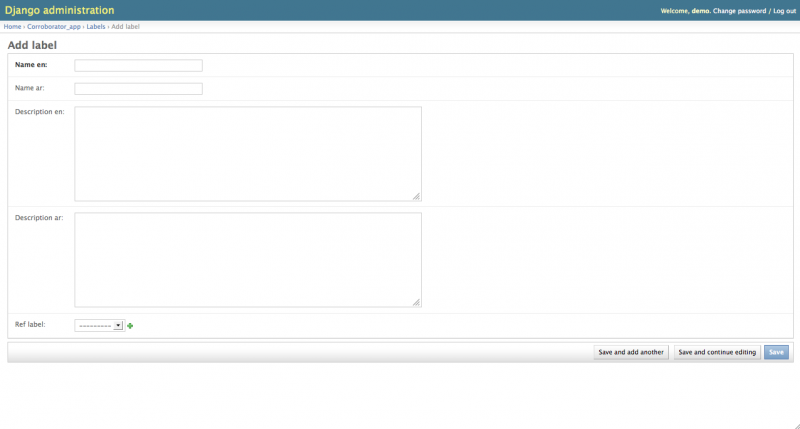 Django administration
Welcome, demo. Change password / Log out
Home › Corroborator_app › Labels › Add label
Add label
Name en:
Name ar:
Description en:
Description ar:
Ref label:
---------
Save and add another
Save and continue editing
Save